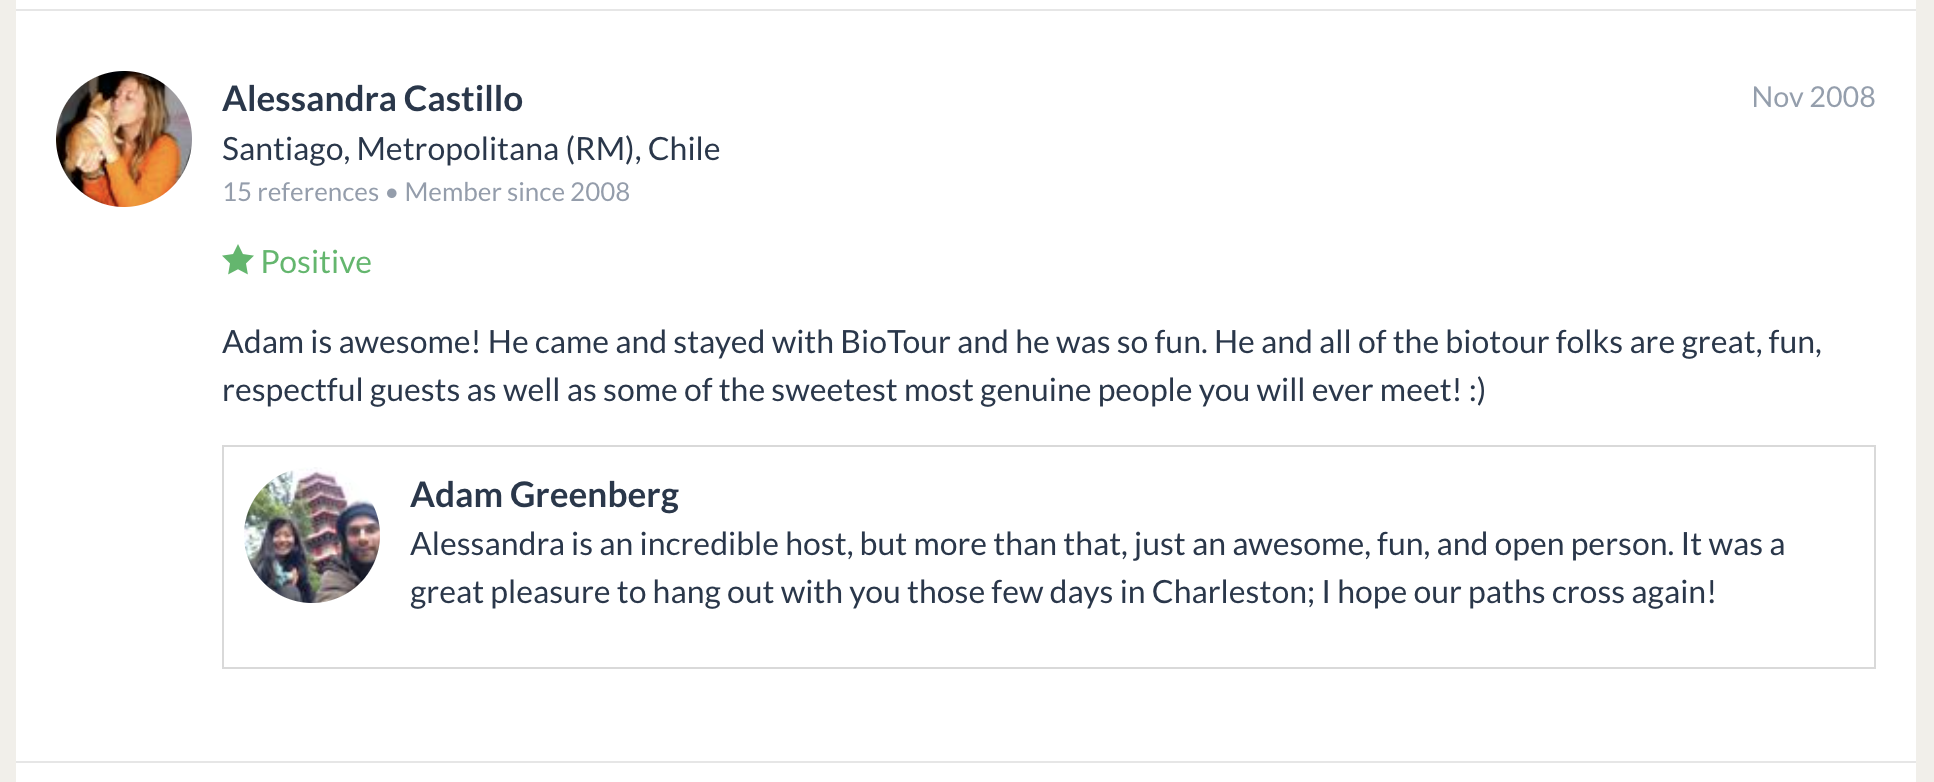 Alessandra Castillo
Nov 2008
Santiago, Metropolitana (RM), Chile
15 references • Member since 2008
Positive
Adam is awesome! He came and stayed with BioTour and he was so fun. He and all of the biotour folks are great, fun,
respectful guests as well as some of the sweetest most genuine people you will ever meet! :)
Adam Greenberg
Alessandra is an incredible host, but more than that, just an awesome, fun, and open person. It was a
great pleasure to hang out with you those few days in Charleston; I hope our paths cross again!